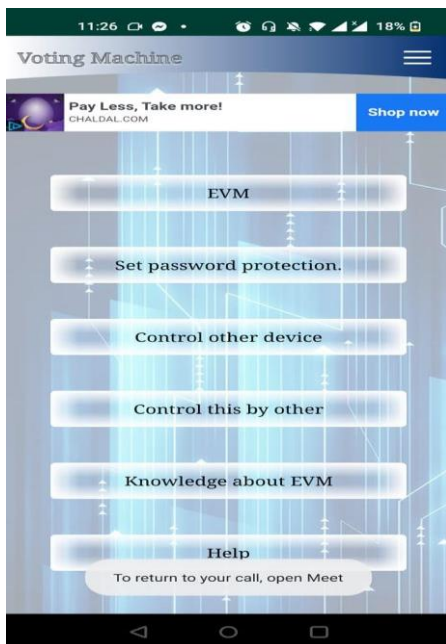 11:26 18%
Voting Machine
Pay Less, Take more!
CHALDAL.COM
Shop now
EVM
Set password protection.
Control other device
Control this by other
Knowledge about EVM
Help
To return to your call, open Meet